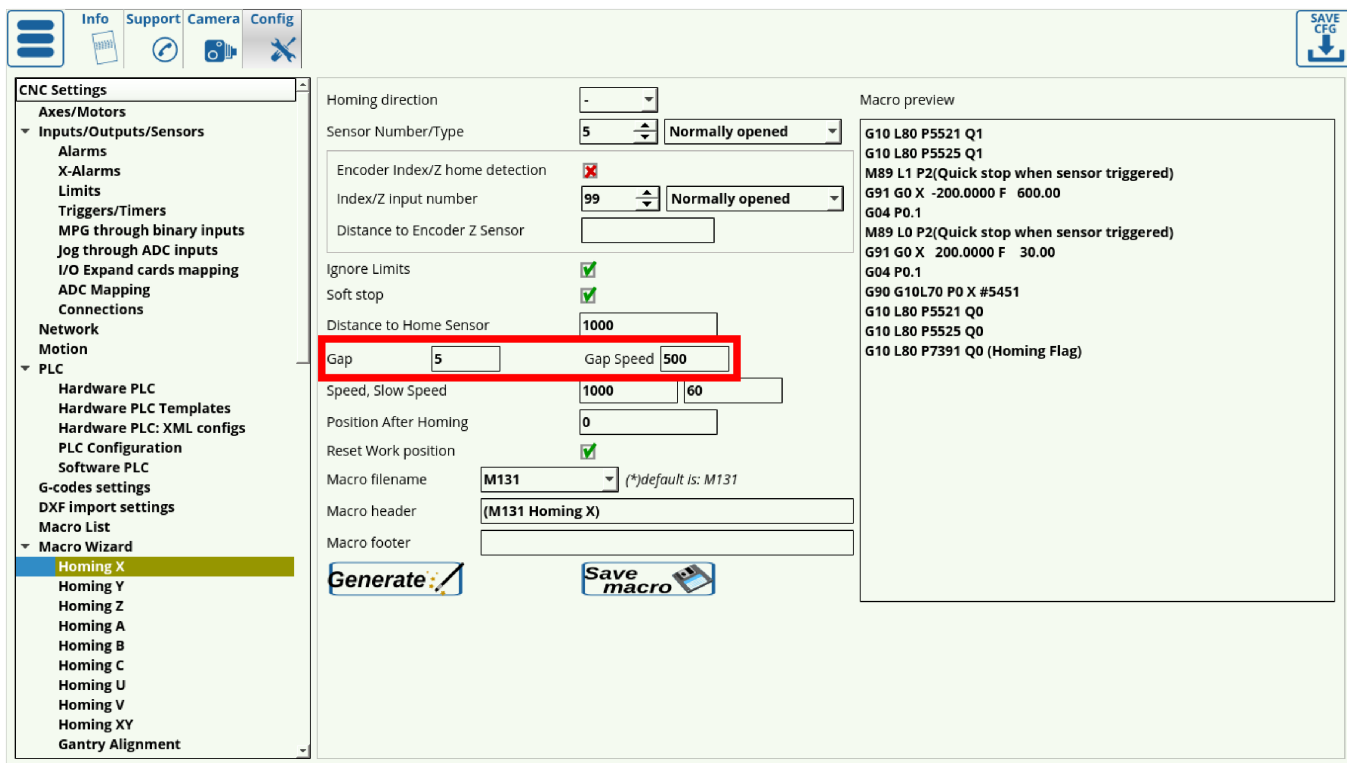 Info Support Camera Config
SAVE
CFG
CNC Settings
Axes/Motors
Inputs/Outputs/Sensors
Alarms
X-Alarms
Limits
Triggers/Timers
MPG through binary inputs
Jog through ADC inputs
I/O Expand cards mapping
ADC Mapping
Connections
Network
Motion
PLC
Hardware PLC
Hardware PLC Templates
Hardware PLC: XML configs
PLC Configuration
Software PLC
G-codes settings
DXF import settings
Macro List
Macro Wizard
Homing X
Homing Y
Homing Z
Homing A
Homing B
Homing C
Homing U
Homing V
Homing XY
Gantry Alignment
Homing direction -
Sensor Number/Type 5 Normally opened
Encoder Index/Z home detection
Index/Z input number 99 Normally opened
Distance to Encoder Z Sensor
Ignore Limits
Soft stop
Distance to Home Sensor 1000
Gap 5 Gap Speed 500
Speed, Slow Speed 1000 60
Position After Homing 0
Reset Work position
Macro filename M131 (*)default is: M131
Macro header (M131 Homing X)
Macro footer
Generate
Save
macro
Macro preview
G10 L80 P5521 Q1
G10 L80 P5525 Q1
M89 L1 P2(Quick stop when sensor triggered)
G91 G0 X -200.0000 F 600.00
G04 P0.1
M89 L0 P2(Quick stop when sensor triggered)
G91 G0 X 200.0000 F 30.00
G04 P0.1
G90 G10L70 P0 X #5451
G10 L80 P5521 Q0
G10 L80 P5525 Q0
G10 L80 P7391 Q0 (Homing Flag)